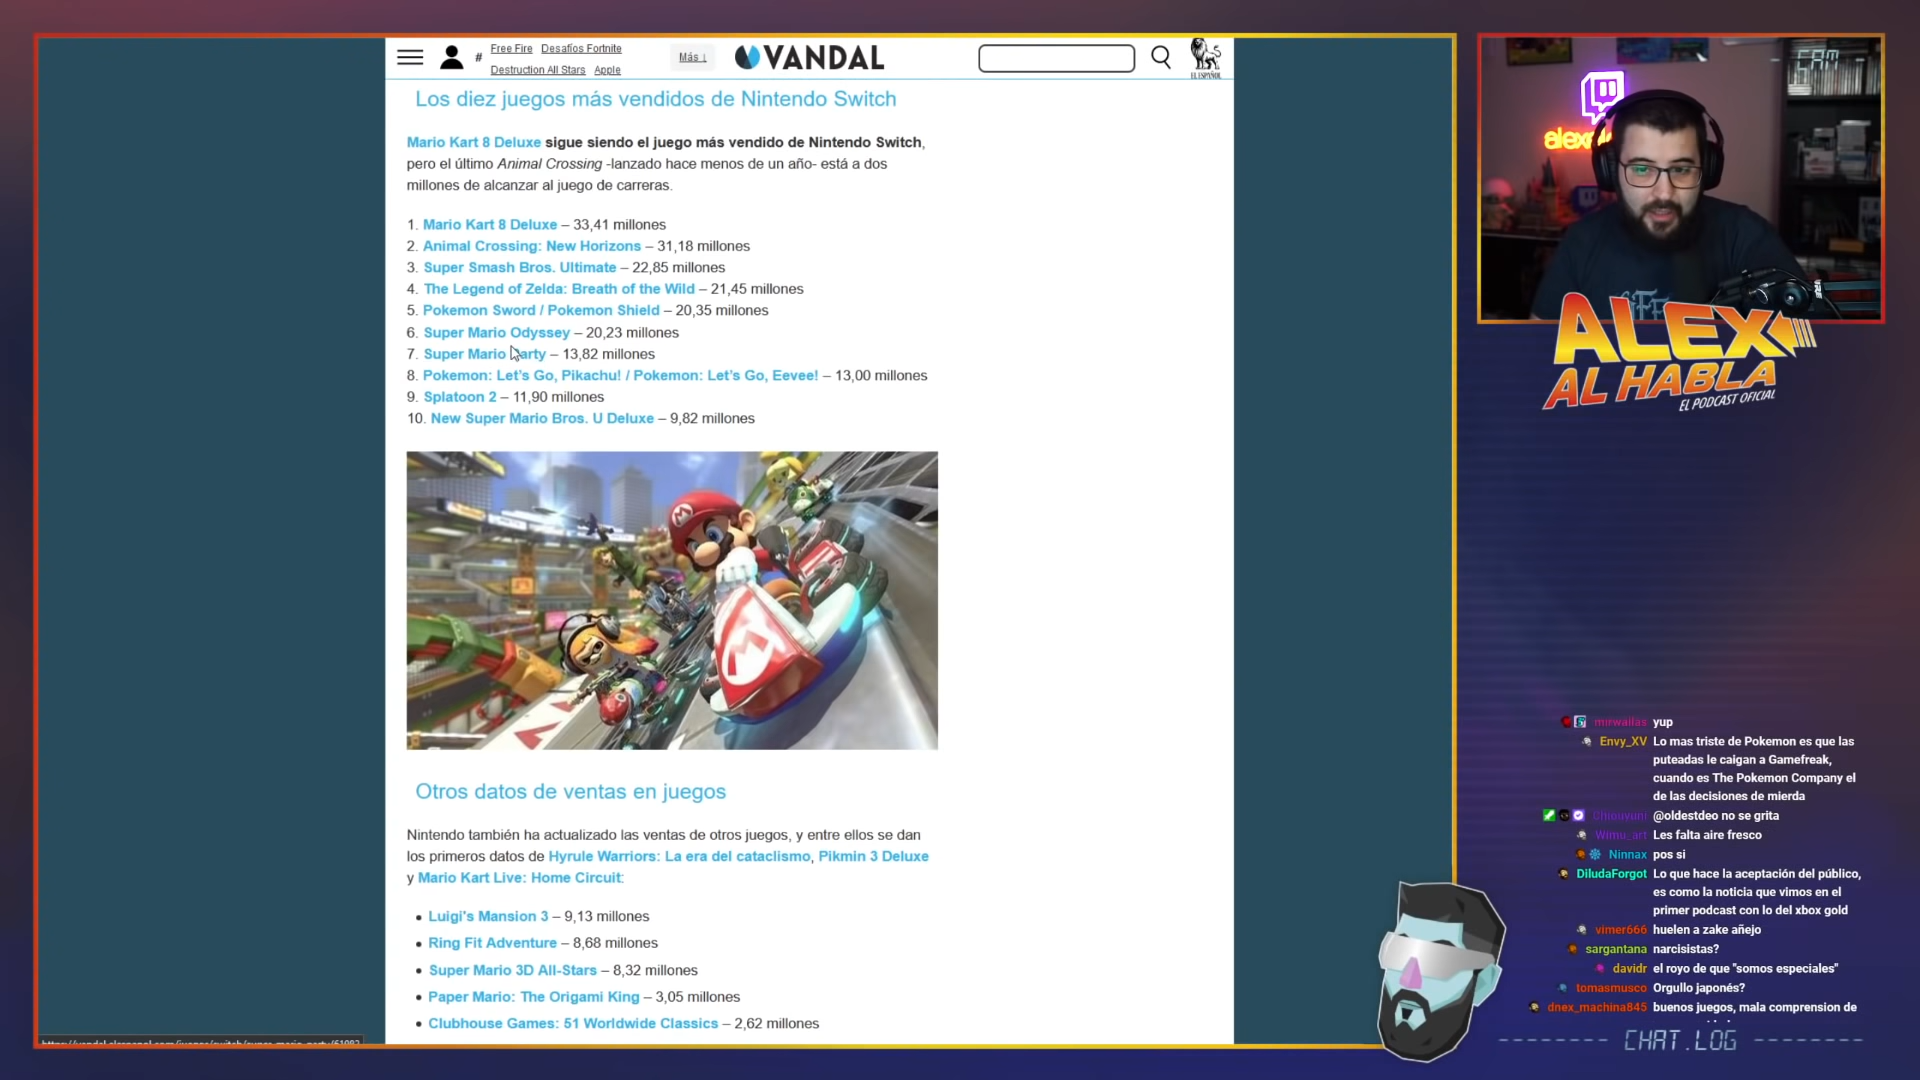 # Free Fire Desafíos Fortnite
Destruction All Stars Apple
Más ↓
VANDAL
EL ESPAÑOL
Los diez juegos más vendidos de Nintendo Switch
Mario Kart 8 Deluxe sigue siendo el juego más vendido de Nintendo Switch,
pero el último Animal Crossing -lanzado hace menos de un año- está a dos
millones de alcanzar al juego de carreras.
1. Mario Kart 8 Deluxe – 33,41 millones
2. Animal Crossing: New Horizons – 31,18 millones
3. Super Smash Bros. Ultimate – 22,85 millones
4. The Legend of Zelda: Breath of the Wild – 21,45 millones
5. Pokemon Sword / Pokemon Shield – 20,35 millones
6. Super Mario Odyssey – 20,23 millones
7. Super Mario Party – 13,82 millones
8. Pokemon: Let's Go, Pikachu! / Pokemon: Let's Go, Eevee! – 13,00 millones
9. Splatoon 2 – 11,90 millones
10. New Super Mario Bros. U Deluxe – 9,82 millones
Otros datos de ventas en juegos
Nintendo también ha actualizado las ventas de otros juegos, y entre ellos se dan
los primeros datos de Hyrule Warriors: La era del cataclismo, Pikmin 3 Deluxe
y Mario Kart Live: Home Circuit:
• Luigi's Mansion 3 – 9,13 millones
• Ring Fit Adventure – 8,68 millones
• Super Mario 3D All-Stars – 8,32 millones
• Paper Mario: The Origami King – 3,05 millones
• Clubhouse Games: 51 Worldwide Classics – 2,62 millones
CAM
ALEX
AL HABLA
EL PODCAST OFICIAL
mrwailas yup
Envy_XV Lo mas triste de Pokemon es que las
puteadas le caigan a Gamefreak,
cuando es The Pokemon Company el
de las decisiones de mierda
@oldestdeo no se grita
Wimu_art Les falta aire fresco
Ninnax pos si
DiludaForgot Lo que hace la aceptación del público,
es como la noticia que vimos en el
primer podcast con lo del xbox gold
vimer666 huelen a zake añejo
sargantana narcisistas?
davidr el royo de que "somos especiales"
tomasmusco Orgullo japonés?
dnex_machina845 buenos juegos, mala comprension de
CHAT.LOG